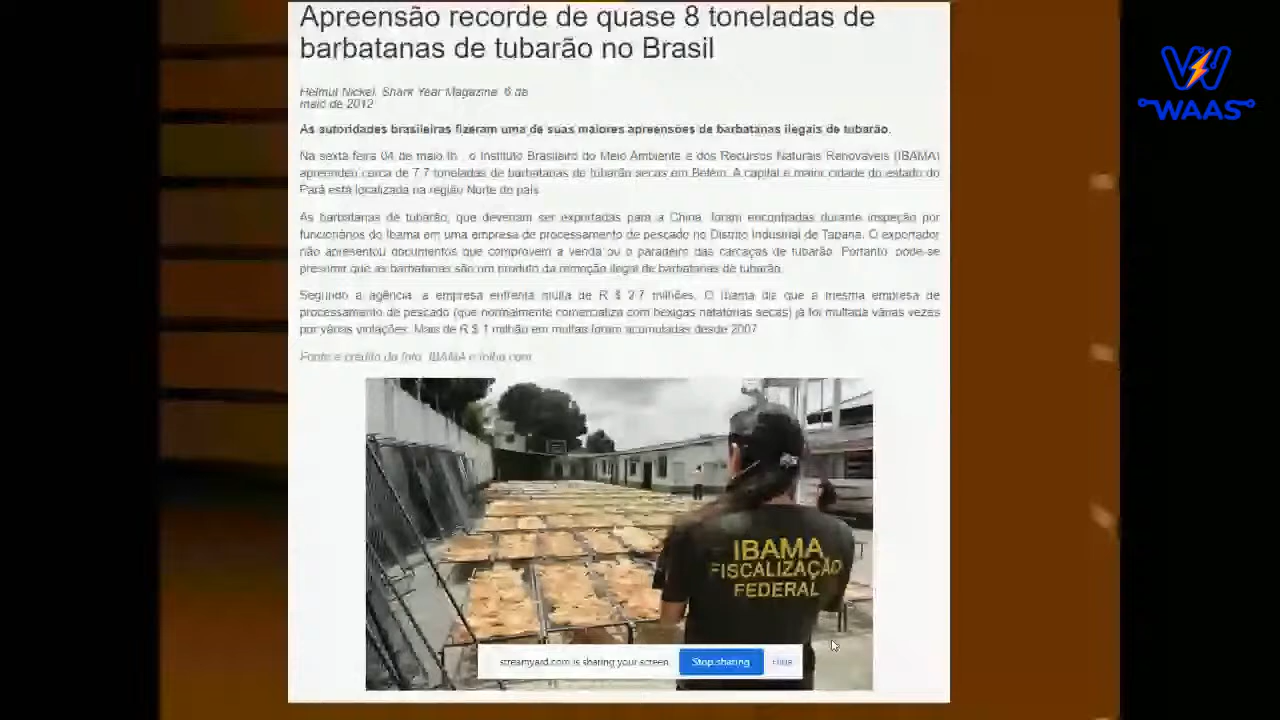 Apreensão recorde de quase 8 toneladas de
barbatanas de tubarão no Brasil
Helmut Nickel, Shark Year Magazine, 6 de
maio de 2012
As autoridades brasileiras fizeram uma de suas maiores apreensões de barbatanas ilegais de tubarão.
Na sexta-feira 04 de maio th , o Instituto Brasileiro do Meio Ambiente e dos Recursos Naturais Renováveis (IBAMA)
apreendeu cerca de 7,7 toneladas de barbatanas de tubarão secas em Belém. A capital e maior cidade do estado do
Pará está localizada na região Norte do país.
As barbatanas de tubarão, que deveriam ser exportadas para a China, foram encontradas durante inspeção por
funcionários do Ibama em uma empresa de processamento de pescado no Distrito Industrial de Tapanã. O exportador
não apresentou documentos que comprovem a venda ou o paradeiro das carcaças de tubarão. Portanto, pode-se
presumir que as barbatanas são um produto da remoção ilegal de barbatanas de tubarão.
Segundo a agência, a empresa enfrenta multa de R $ 2,7 milhões. O Ibama diz que a mesma empresa de
processamento de pescado (que normalmente comercializa com bexigas natatórias secas) já foi multada várias vezes
por várias violações. Mais de R $ 1 milhão em multas foram acumuladas desde 2007.
Fonte e crédito da foto: IBAMA e folha.com
IBAMA
FISCALIZAÇÃO
FEDERAL
streamyard.com is sharing your screen.
Stop sharing
Hide
WAAS